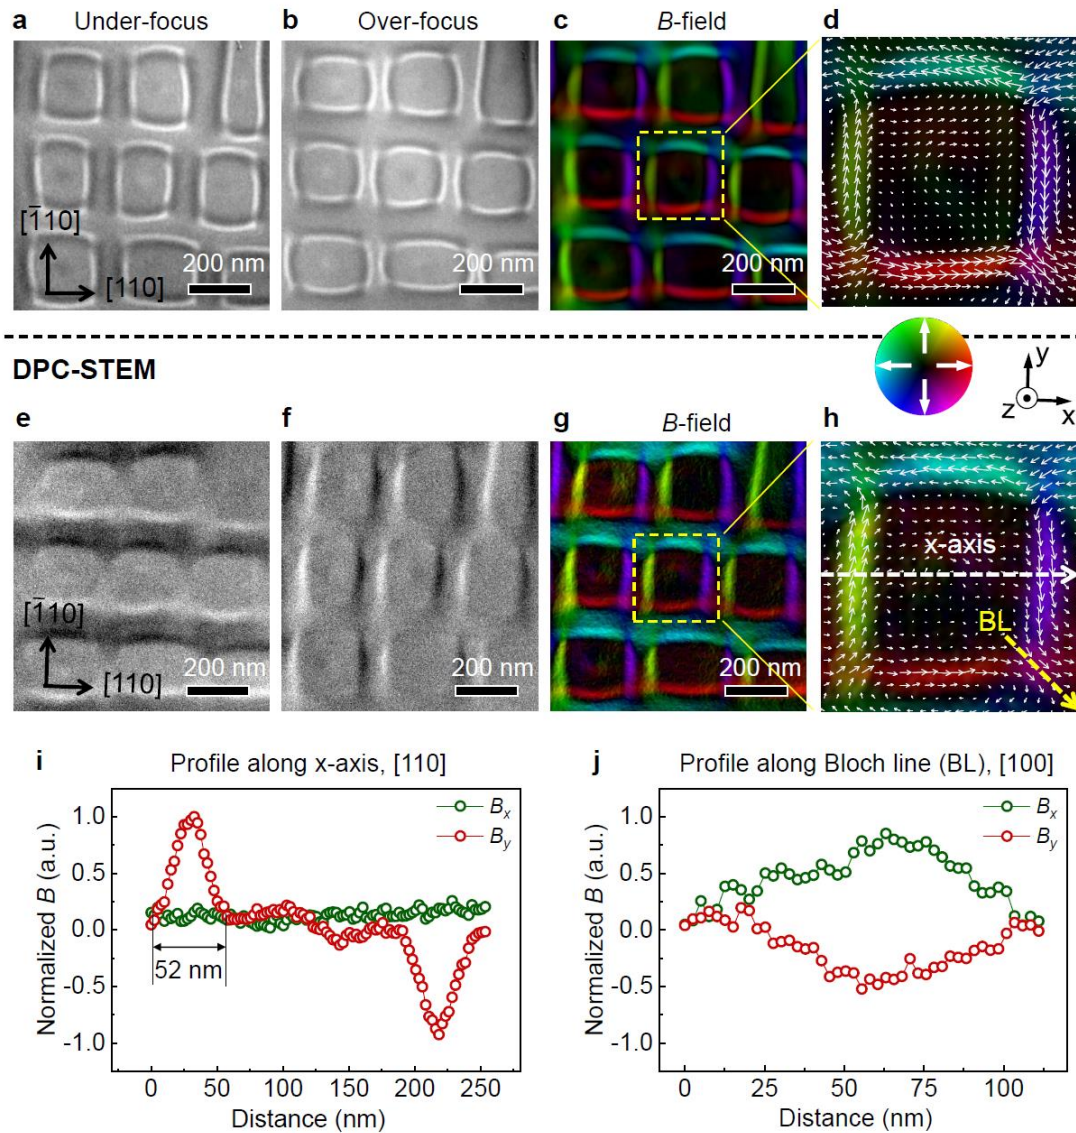 a Under-focus
b Over-focus
c B-field
d
[1̄10]
[110]
200 nm
200 nm
200 nm
DPC-STEM
y
z x
e
f
g B-field
h
[1̄10]
[110]
200 nm
200 nm
200 nm
x-axis
BL
i Profile along x-axis, [110]
Normalized B (a.u.)
1.0
0.5
0.0
-0.5
-1.0
Bx
By
52 nm
0 50 100 150 200 250
Distance (nm)
j Profile along Bloch line (BL), [100]
Normalized B (a.u.)
1.0
0.5
0.0
-0.5
-1.0
Bx
By
0 25 50 75 100
Distance (nm)